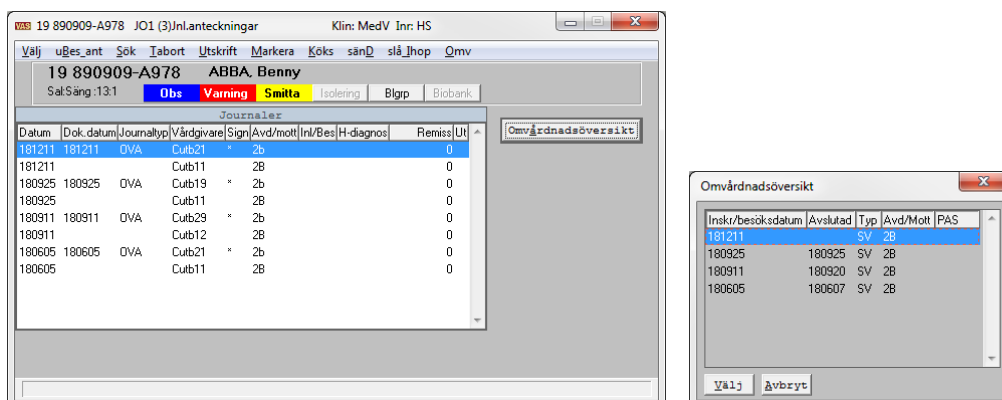 VAS 19 890909-A978 JO1 (3)Jnl.anteckningar Klin: MedV Inr: HS
Välj uBes_ant Sök Tabort Utskrift Markera Köks sänD slå_Ihop Omv
19 890909-A978 ABBA, Benny
Sal:Säng :13:1 Obs Varning Smitta Isolering Blgrp Biobank
Journaler
Datum Dok.datum Journaltyp Vårdgivare Sign Avd/mott Inl/Bes H-diagnos Remiss Ut
181211 181211 OVA Cutb21 * 2b 0
181211 Cutb11 2B 0
180925 180925 OVA Cutb19 * 2b 0
180925 Cutb11 2B 0
180911 180911 OVA Cutb29 * 2b 0
180911 Cutb12 2B 0
180605 180605 OVA Cutb21 * 2b 0
180605 Cutb11 2B 0
Omvårdnadsöversikt
Omvårdnadsöversikt
Inskr/besöksdatum Avslutad Typ Avd/Mott PAS
181211 SV 2B
180925 180925 SV 2B
180911 180920 SV 2B
180605 180607 SV 2B
Välj Avbryt